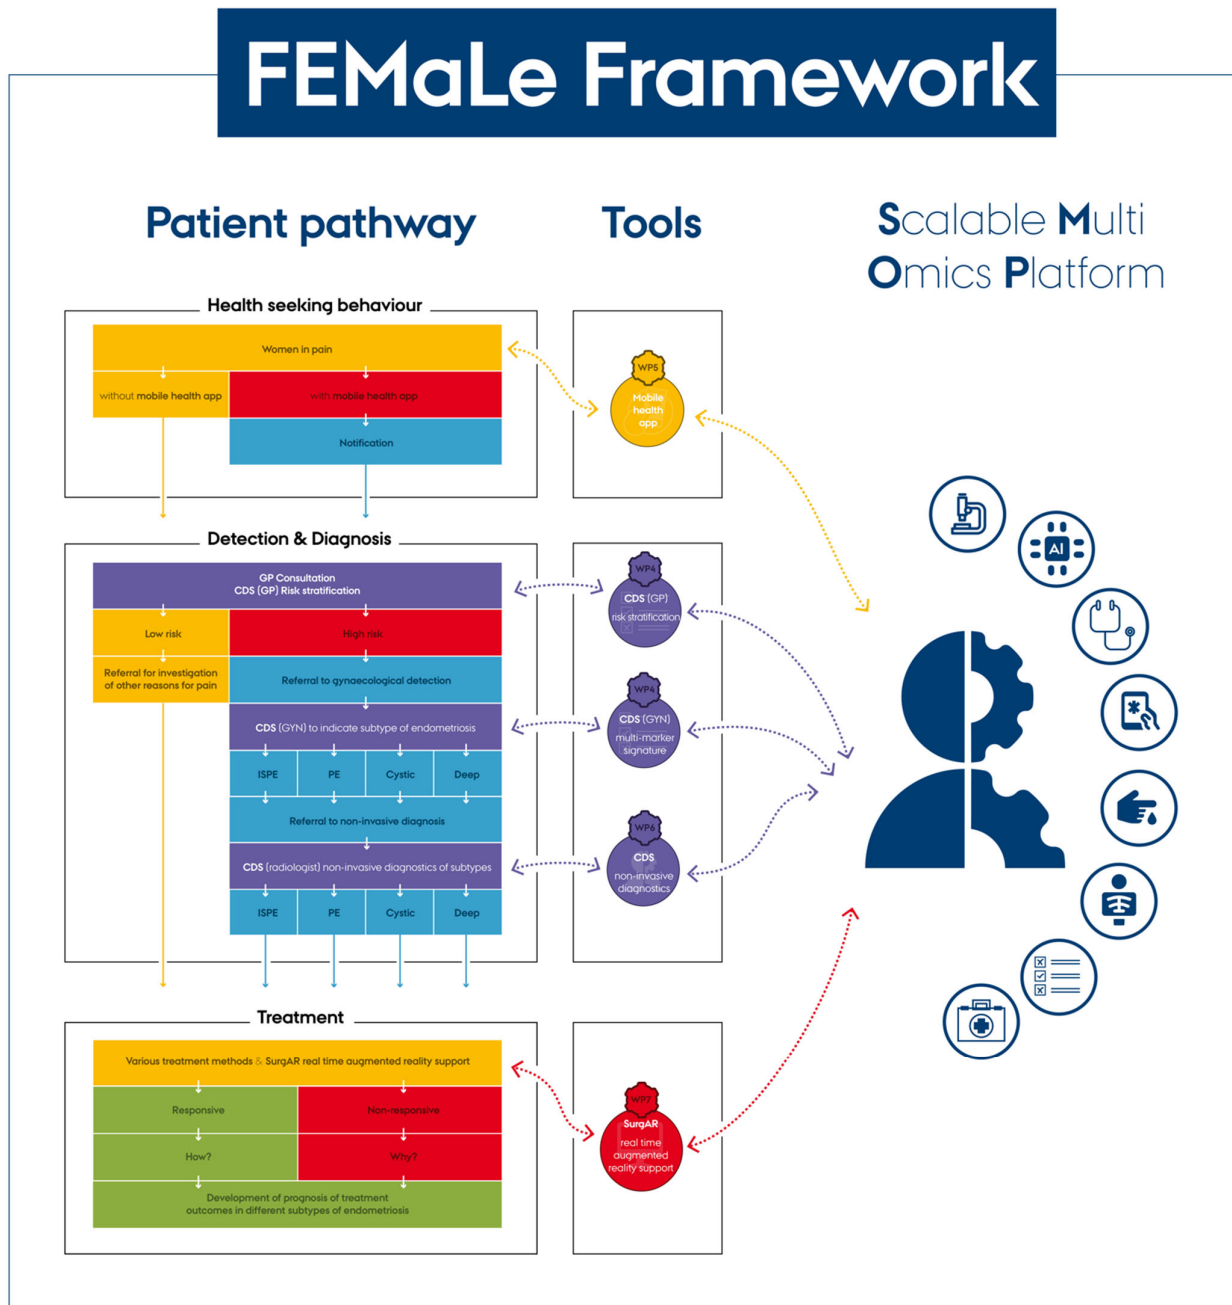 FEMaLe Framework
Patient pathway
Tools
Scalable Multi
Omics Platform
Health seeking behaviour
Women in pain
without mobile health app
with mobile health app
Notification
WP5
Mobile
health
app
Detection & Diagnosis
GP Consultation
CDS (GP) Risk stratification
Low risk
High risk
Referral for investigation
of other reasons for pain
Referral to gynaecological detection
CDS (GYN) to indicate subtype of endometriosis
ISPE
PE
Cystic
Deep
Referral to non-invasive diagnosis
CDS (radiologist) non-invasive diagnostics of subtypes
ISPE
PE
Cystic
Deep
WP4
CDS (GP)
risk stratification
WP4
CDS (GYN)
multi-marker
signature
WP6
CDS
non-invasive
diagnostics
AI
Treatment
Various treatment methods & SurgAR real time augmented reality support
Responsive
Non-responsive
How?
Why?
Development of prognosis of treatment
outcomes in different subtypes of endometriosis
WP7
SurgAR
real time
augmented
reality support